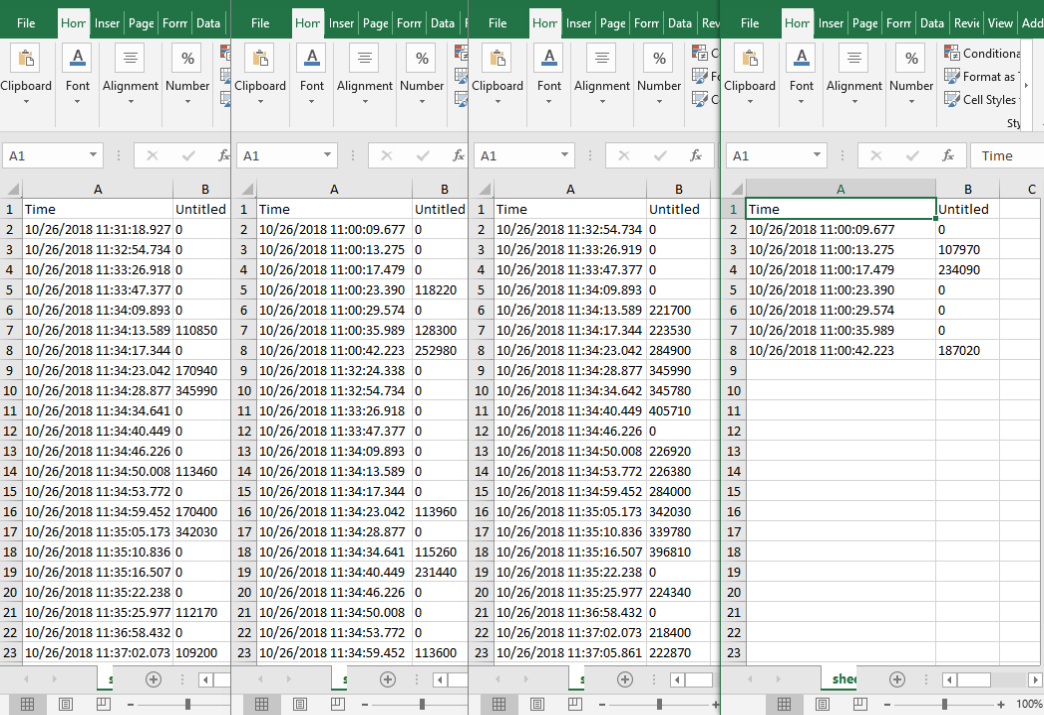 File Hom Inser Page Form Data
Clipboard Font Alignment Number
%
A1 fx
A B
1 Time Untitled
2 10/26/2018 11:31:18.927 0
3 10/26/2018 11:32:54.734 0
4 10/26/2018 11:33:26.918 0
5 10/26/2018 11:33:47.377 0
6 10/26/2018 11:34:09.893 0
7 10/26/2018 11:34:13.589 110850
8 10/26/2018 11:34:17.344 0
9 10/26/2018 11:34:23.042 170940
10 10/26/2018 11:34:28.877 345990
11 10/26/2018 11:34:34.641 0
12 10/26/2018 11:34:40.449 0
13 10/26/2018 11:34:46.226 0
14 10/26/2018 11:34:50.008 113460
15 10/26/2018 11:34:53.772 0
16 10/26/2018 11:34:59.452 170400
17 10/26/2018 11:35:05.173 342030
18 10/26/2018 11:35:10.836 0
19 10/26/2018 11:35:16.507 0
20 10/26/2018 11:35:22.238 0
21 10/26/2018 11:35:25.977 112170
22 10/26/2018 11:36:58.432 0
23 10/26/2018 11:37:02.073 109200
File Hom Inser Page Form Data
%
Clipboard Font Alignment Number
A1 fx
A B
1 Time Untitled
2 10/26/2018 11:00:09.677 0
3 10/26/2018 11:00:13.275 0
4 10/26/2018 11:00:17.479 0
5 10/26/2018 11:00:23.390 118220
6 10/26/2018 11:00:29.574 0
7 10/26/2018 11:00:35.989 128300
8 10/26/2018 11:00:42.223 252980
9 10/26/2018 11:32:24.338 0
10 10/26/2018 11:32:54.734 0
11 10/26/2018 11:33:26.918 0
12 10/26/2018 11:33:47.377 0
13 10/26/2018 11:34:09.893 0
14 10/26/2018 11:34:13.589 0
15 10/26/2018 11:34:17.344 0
16 10/26/2018 11:34:23.042 113960
17 10/26/2018 11:34:28.877 0
18 10/26/2018 11:34:34.641 115260
19 10/26/2018 11:34:40.449 231440
20 10/26/2018 11:34:46.226 0
21 10/26/2018 11:34:50.008 0
22 10/26/2018 11:34:53.772 0
23 10/26/2018 11:34:59.452 113600
File Hom Inser Page Form Data Rev
%
Clipboard Font Alignment Number
A1 fx
A B
1 Time Untitled
2 10/26/2018 11:32:54.734 0
3 10/26/2018 11:33:26.919 0
4 10/26/2018 11:33:47.377 0
5 10/26/2018 11:34:09.893 0
6 10/26/2018 11:34:13.589 221700
7 10/26/2018 11:34:17.344 223530
8 10/26/2018 11:34:23.042 284900
9 10/26/2018 11:34:28.877 345990
10 10/26/2018 11:34:34.642 345780
11 10/26/2018 11:34:40.449 405710
12 10/26/2018 11:34:46.226 0
13 10/26/2018 11:34:50.008 226920
14 10/26/2018 11:34:53.772 226380
15 10/26/2018 11:34:59.452 284000
16 10/26/2018 11:35:05.173 342030
17 10/26/2018 11:35:10.836 339780
18 10/26/2018 11:35:16.507 396810
19 10/26/2018 11:35:22.238 0
20 10/26/2018 11:35:25.977 224340
21 10/26/2018 11:36:58.432 0
22 10/26/2018 11:37:02.073 218400
23 10/26/2018 11:37:05.861 222870
File Hom Inser Page Form Data Revie View Add
%
Clipboard Font Alignment Number
Conditiona
Format as T
Cell Styles
Sty
A1 fx Time
A B C
1 Time Untitled
2 10/26/2018 11:00:09.677 0
3 10/26/2018 11:00:13.275 107970
4 10/26/2018 11:00:17.479 234090
5 10/26/2018 11:00:23.390 0
6 10/26/2018 11:00:29.574 0
7 10/26/2018 11:00:35.989 0
8 10/26/2018 11:00:42.223 187020
9
10
11
12
13
14
15
16
17
18
19
20
21
22
23
shee
100%